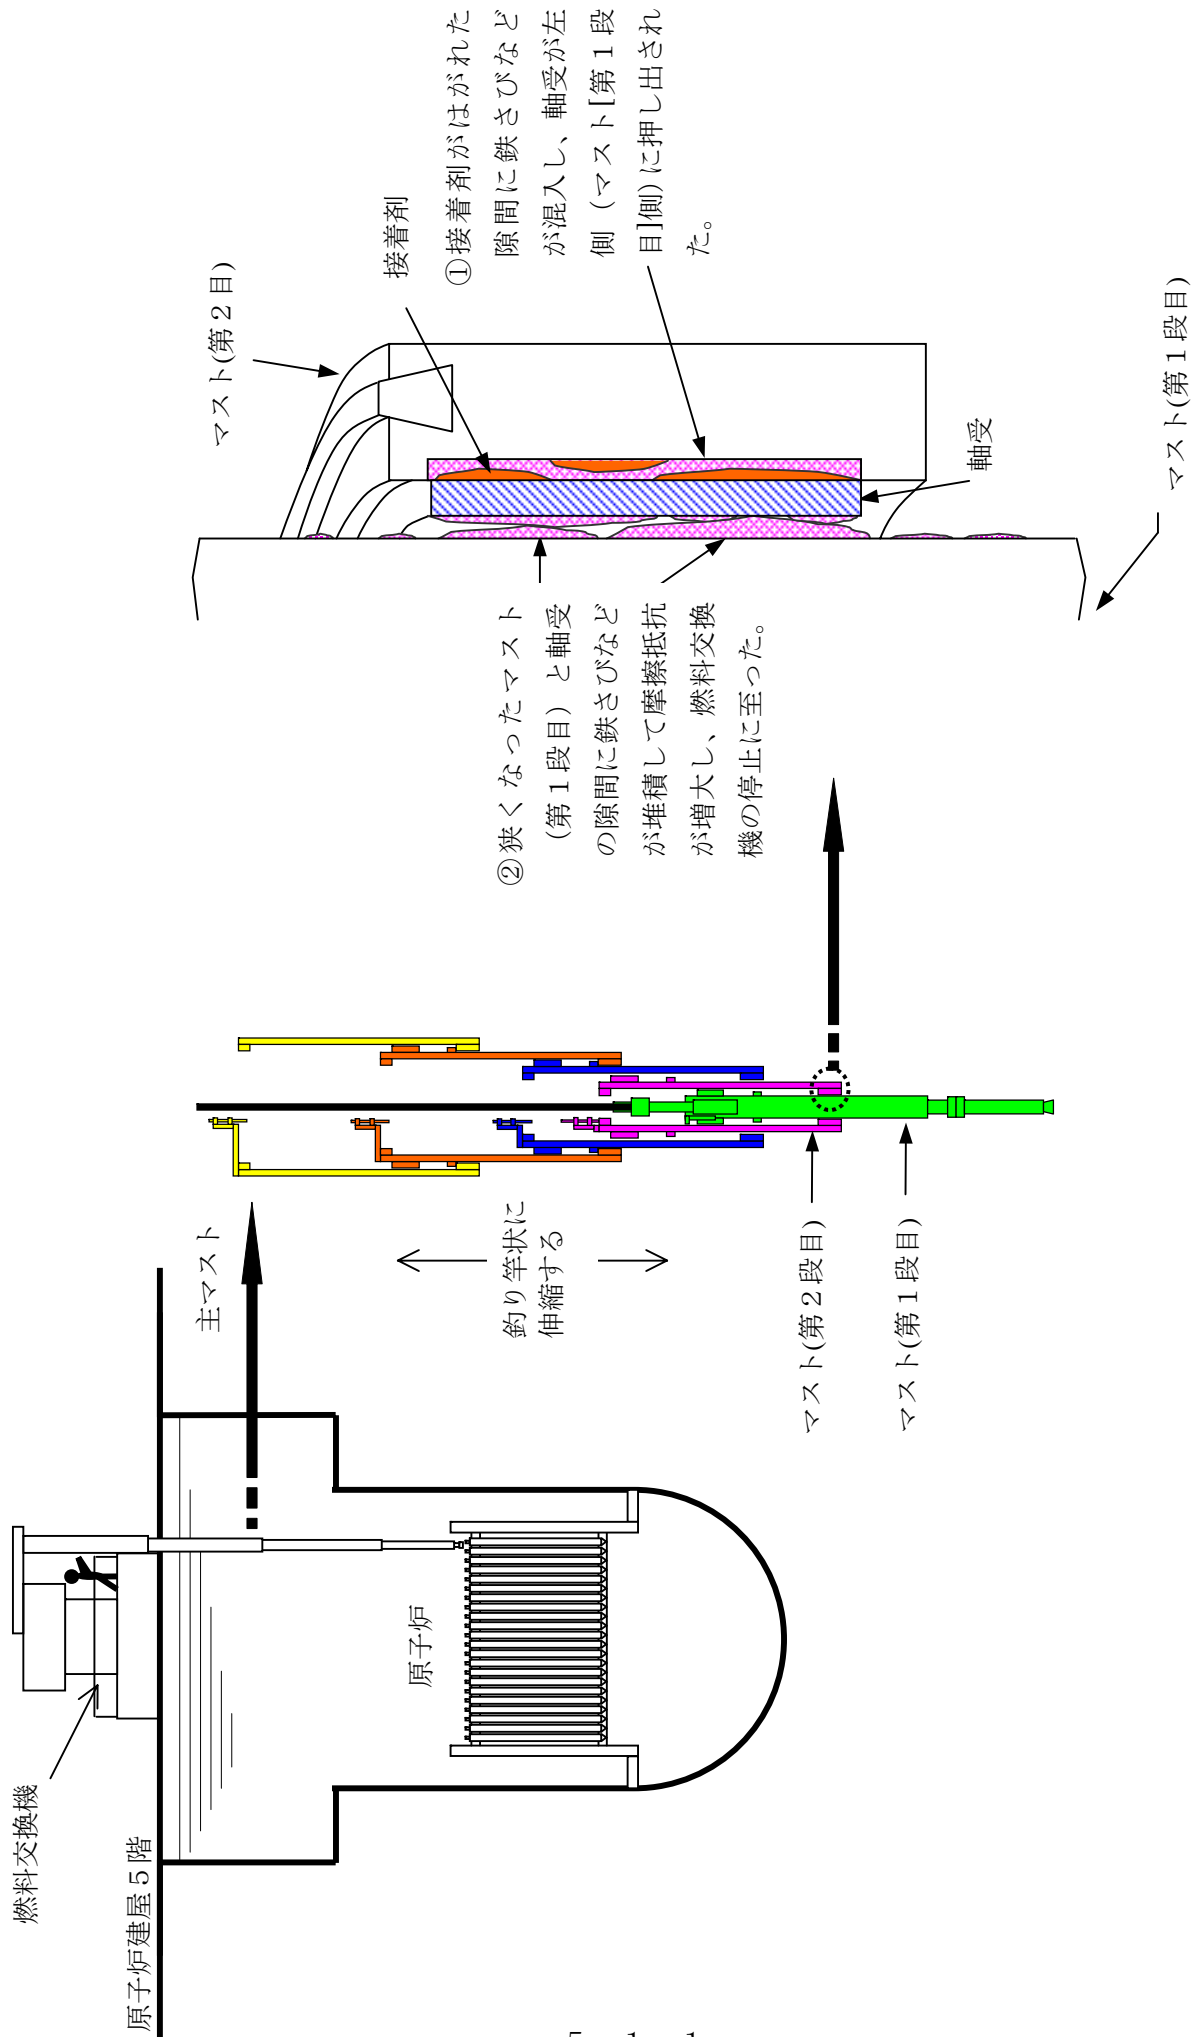 燃料交換機
原子炉建屋５階
原子炉
主マスト
釣り竿状に
伸縮する
マスト(第２段目)
マスト(第１段目)
マスト(第２目)
接着剤
①接着剤がはがれた
隙間に鉄さびなど
が混入し、軸受が左
側（マスト[第１段
目]側）に押し出され
た。
軸受
マスト(第１段目)
②狭くなったマスト
（第１段目）と軸受
の隙間に鉄さびなど
が堆積して摩擦抵抗
が増大し、燃料交換
機の停止に至った。